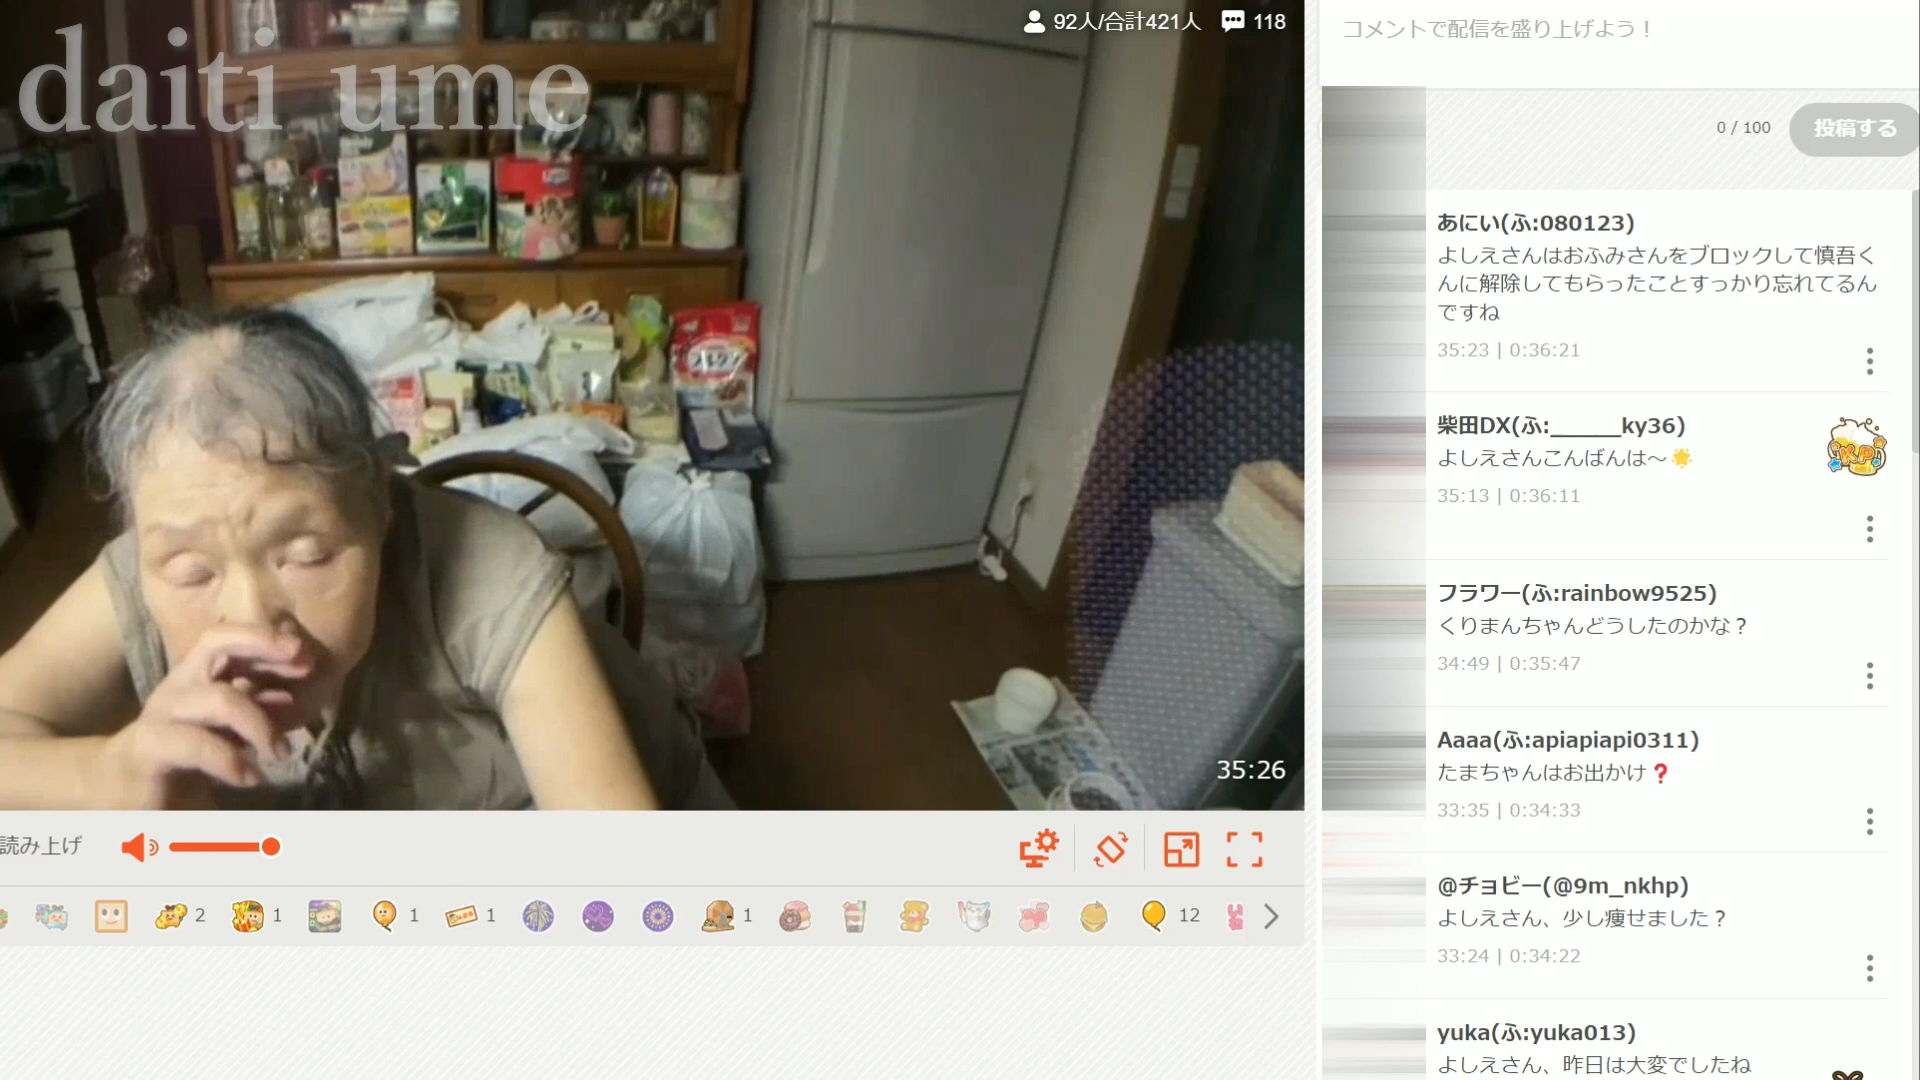 daiti ume
92人/合計421人 118
フルグラ
35:26
読み上げ
2
1
1
1
1
12
コメントで配信を盛り上げよう！
0 / 100
投稿する
あにい(ふ:080123)
よしえさんはおふみさんをブロックして慎吾く
んに解除してもらったことすっかり忘れてるん
ですね
35:23 | 0:36:21
柴田DX(ふ:_____ky36)
よしえさんこんばんは～🌟
KP
35:13 | 0:36:11
フラワー(ふ:rainbow9525)
くりまんちゃんどうしたのかな？
34:49 | 0:35:47
Aaaa(ふ:apiapiapi0311)
たまちゃんはお出かけ❓
33:35 | 0:34:33
@チョビー(@9m_nkhp)
よしえさん、少し痩せました？
33:24 | 0:34:22
yuka(ふ:yuka013)
よしえさん、昨日は大変でしたね